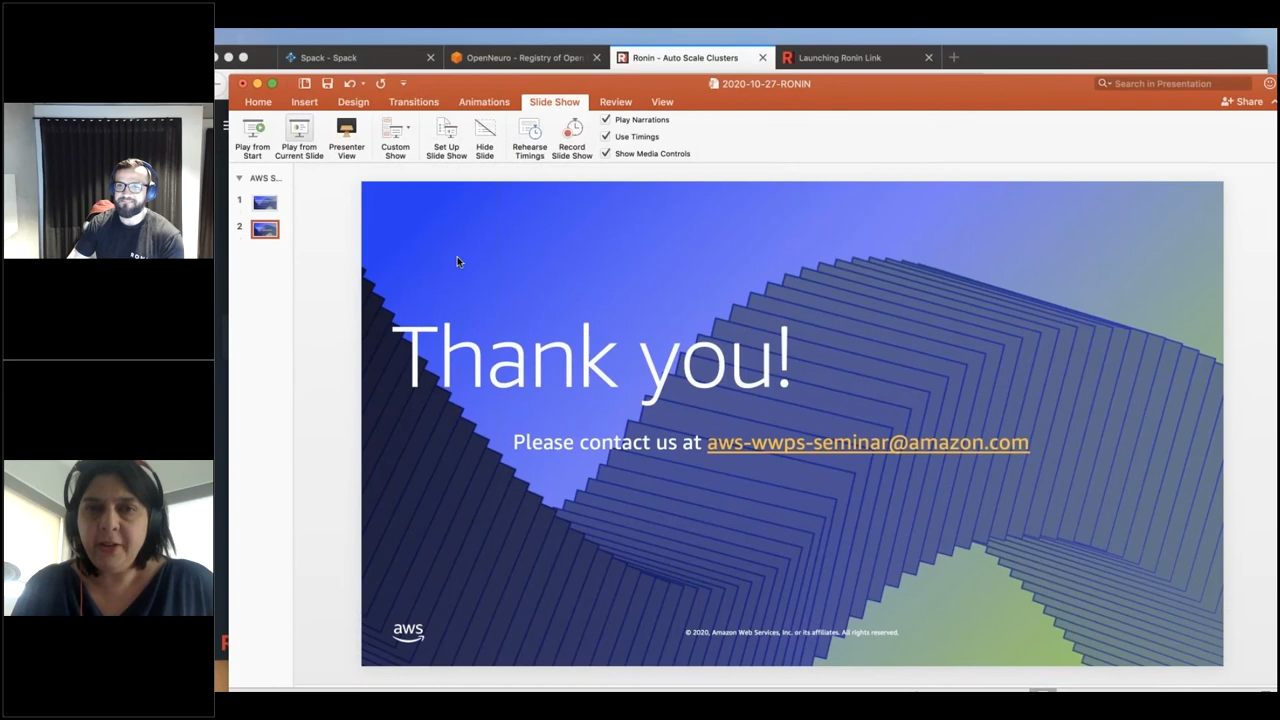 Spack - Spack
OpenNeuro - Registry of Open
Ronin - Auto Scale Clusters
Launching Ronin Link
2020-10-27-RONIN
Search in Presentation
Home
Insert
Design
Transitions
Animations
Slide Show
Review
View
Share
Play from Start
Play from Current Slide
Presenter View
Custom Show
Set Up Slide Show
Hide Slide
Rehearse Timings
Record Slide Show
Play Narrations
Use Timings
Show Media Controls
AWS S...
1
2
Thank you!
Please contact us at aws-wwps-seminar@amazon.com
aws
© 2020, Amazon Web Services, Inc. or its affiliates. All rights reserved.